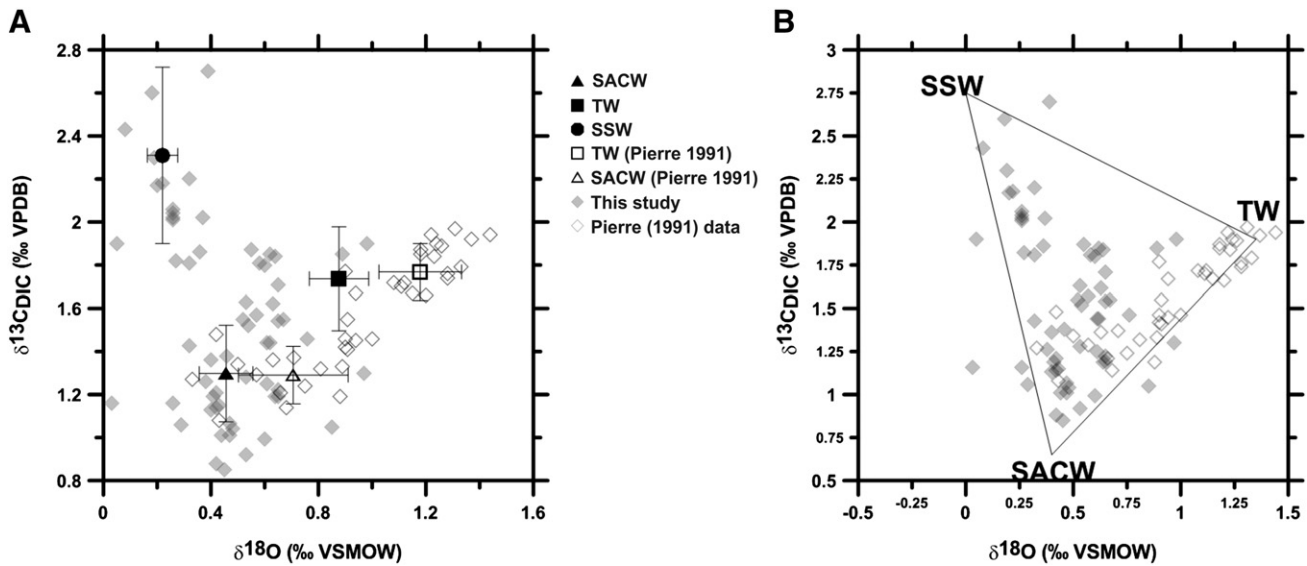 A
2.8
2.4
2
1.6
1.2
0.8
0
0.4
0.8
1.2
1.6
δ13CDIC (‰ VPDB)
δ18O (‰ VSMOW)
SACW
TW
SSW
TW (Pierre 1991)
SACW (Pierre 1991)
This study
Pierre (1991) data
B
3
2.75
2.5
2.25
2
1.75
1.5
1.25
1
0.75
0.5
-0.5
-0.25
0
0.25
0.5
0.75
1
1.25
1.5
δ13CDIC (‰ VPDB)
δ18O (‰ VSMOW)
SSW
TW
SACW